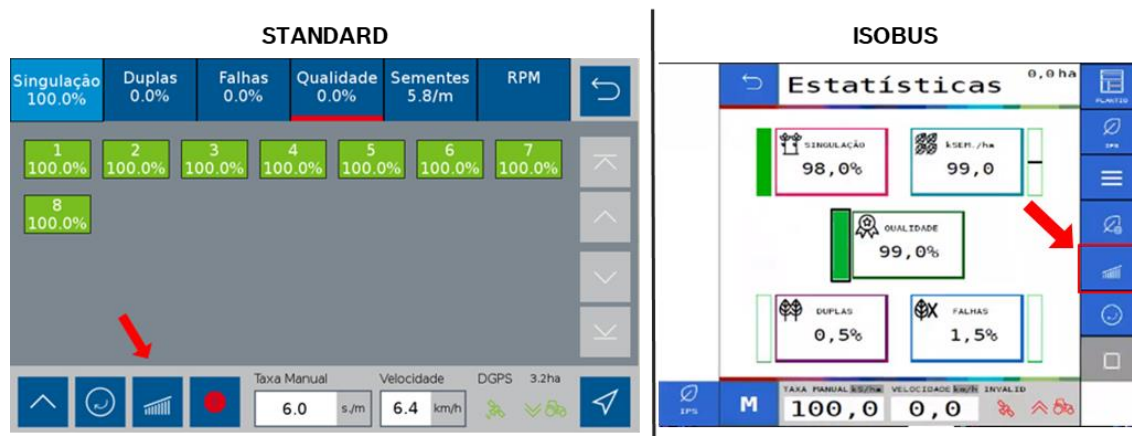 STANDARD
Singulação Duplas Falhas Qualidade Sementes RPM
100.0% 0.0% 0.0% 0.0% 5.8/m
1 2 3 4 5 6 7
100.0% 100.0% 100.0% 100.0% 100.0% 100.0% 100.0%
8
100.0%
Taxa Manual Velocidade DGPS 3.2ha
6.0 s./m 6.4 km/h
ISOBUS
Estatísticas 0,0 ha
PLANTIO
IPS
SINGULAÇÃO kSEM./ha
98,0% 99,0
QUALIDADE
99,0%
DUPLAS FALHAS
0,5% 1,5%
TAXA MANUAL kS/ha VELOCIDADE km/h INVALID
IPS M 100,0 0,0